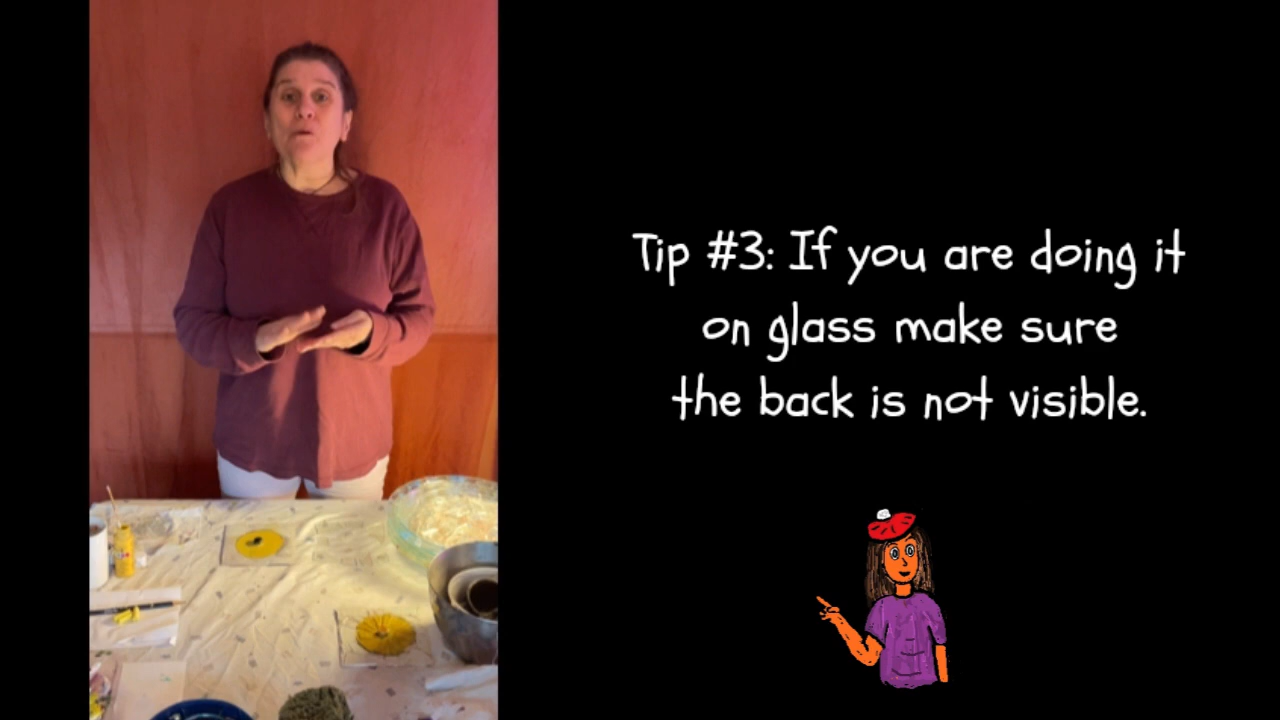 Tip #3: If you are doing it
on glass make sure
the back is not visible.